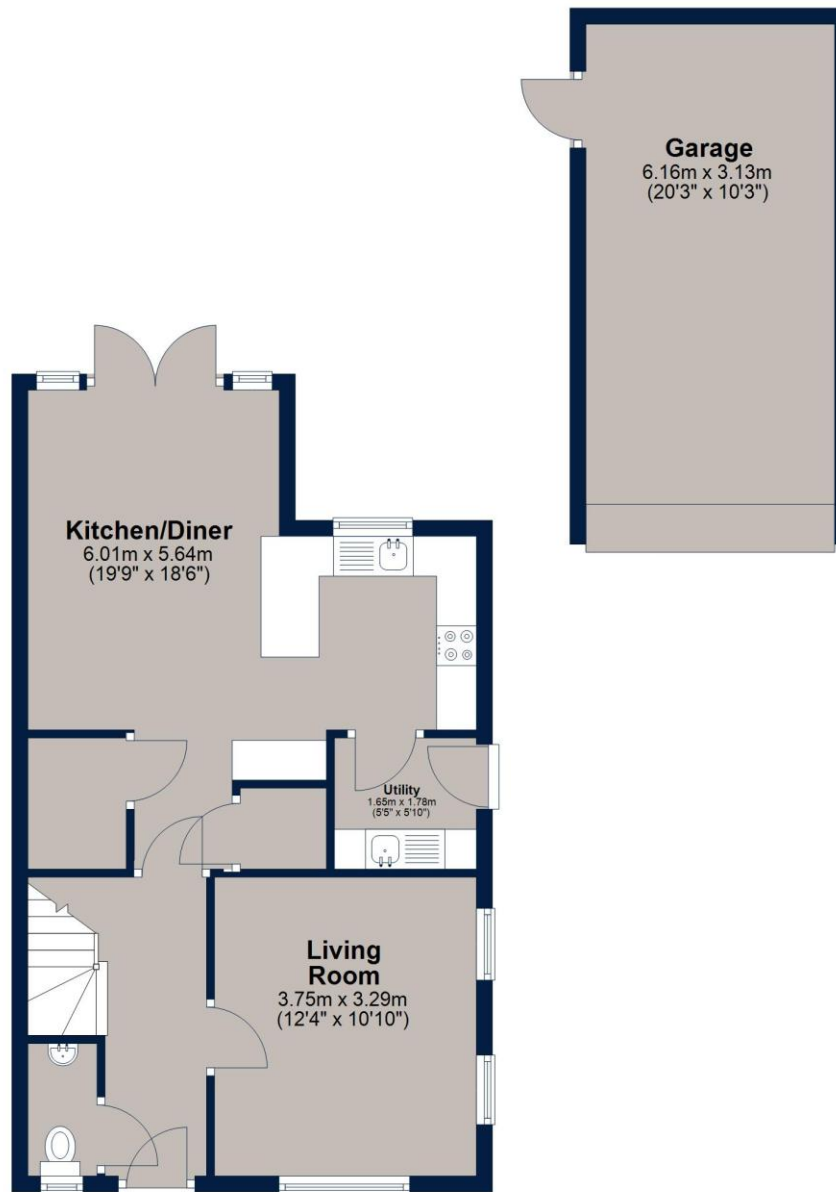 Garage
6.16m x 3.13m
(20'3" x 10'3")
Kitchen/Diner
6.01m x 5.64m
(19'9" x 18'6")
Utility
1.65m x 1.78m
(5'5" x 5'10")
Living
Room
3.75m x 3.29m
(12'4" x 10'10")